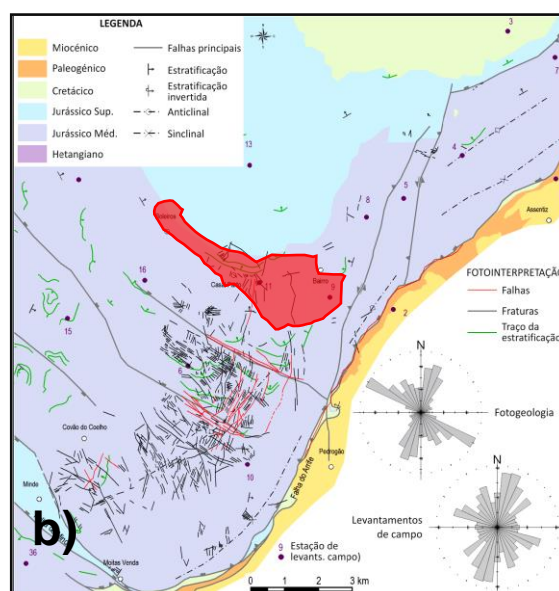 LEGENDA
Miocénico
Paleogénico
Cretácico
Jurássico Sup.
Jurássico Méd.
Hetangiano
Falhas principais
Estratificação
Estratificação
invertida
Anticlinal
Sinclinal
3
7
13
4
5
8
Assentiz
Bairro
11
9
2
16
15
6
FOTOINTERPRETAÇÃO
Falhas
Fraturas
Traço da
estratificação
N
Fotogeologia
Covão do Coelho
10
Pedrogão
Falha do Arrife
Minde
N
Levantamentos
de campo
b)
36
Moitas Venda
9
Estação de
levants. campo)
0 1 2 3 km